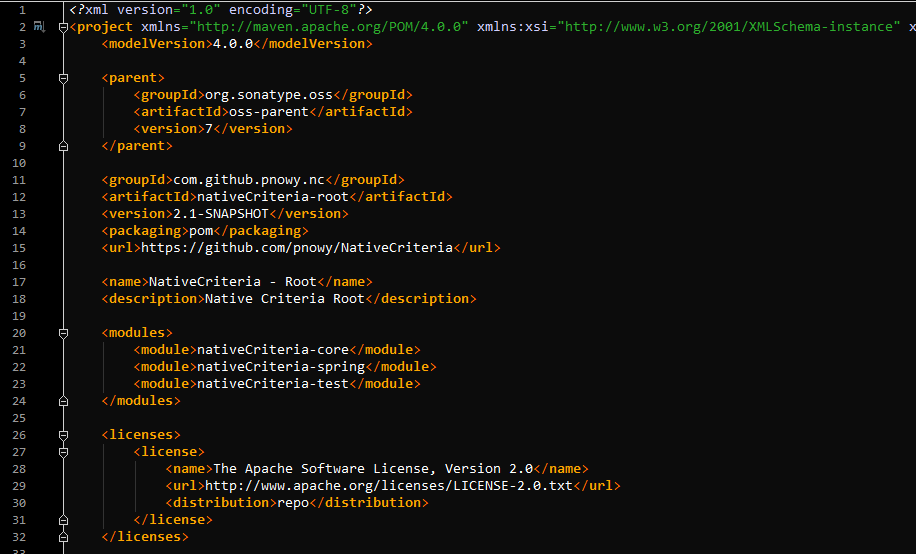 1 <?xml version="1.0" encoding="UTF-8"?>
2 <project xmlns="http://maven.apache.org/POM/4.0.0" xmlns:xsi="http://www.w3.org/2001/XMLSchema-instance" x
3 <modelVersion>4.0.0</modelVersion>
4
5 <parent>
6 <groupId>org.sonatype.oss</groupId>
7 <artifactId>oss-parent</artifactId>
8 <version>7</version>
9 </parent>
10
11 <groupId>com.github.pnowy.nc</groupId>
12 <artifactId>nativeCriteria-root</artifactId>
13 <version>2.1-SNAPSHOT</version>
14 <packaging>pom</packaging>
15 <url>https://github.com/pnowy/NativeCriteria</url>
16
17 <name>NativeCriteria - Root</name>
18 <description>Native Criteria Root</description>
19
20 <modules>
21 <module>nativeCriteria-core</module>
22 <module>nativeCriteria-spring</module>
23 <module>nativeCriteria-test</module>
24 </modules>
25
26 <licenses>
27 <license>
28 <name>The Apache Software License, Version 2.0</name>
29 <url>http://www.apache.org/licenses/LICENSE-2.0.txt</url>
30 <distribution>repo</distribution>
31 </license>
32 </licenses>